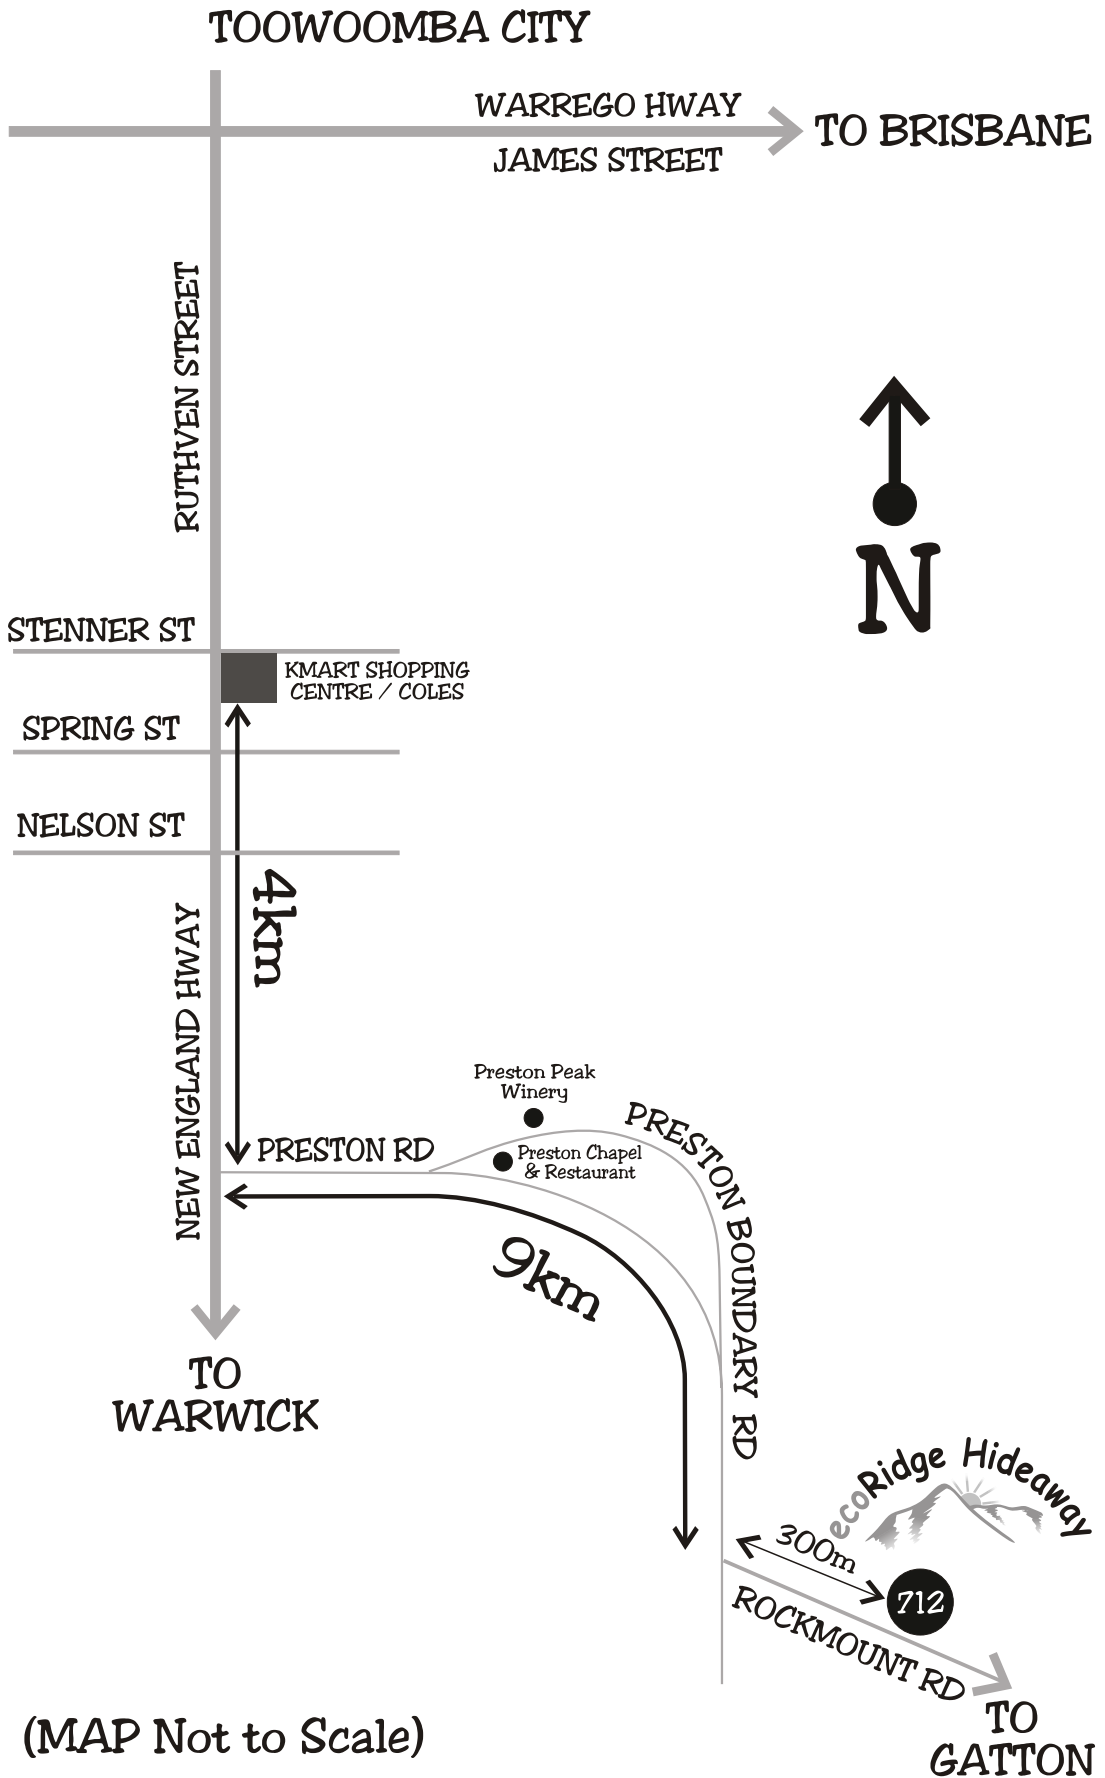 TOOWOOMBA CITY
WARREGO HWAY
TO BRISBANE
JAMES STREET
RUTHVEN STREET
N
STENNER ST
KMART SHOPPING
CENTRE / COLES
SPRING ST
NELSON ST
4km
NEW ENGLAND HWAY
Preston Peak
Winery
PRESTON RD
Preston Chapel
& Restaurant
PRESTON BOUNDARY RD
9km
TO
WARWICK
ecoRidge Hideaway
300m
712
ROCKMOUNT RD
TO
GATTON
(MAP Not to Scale)